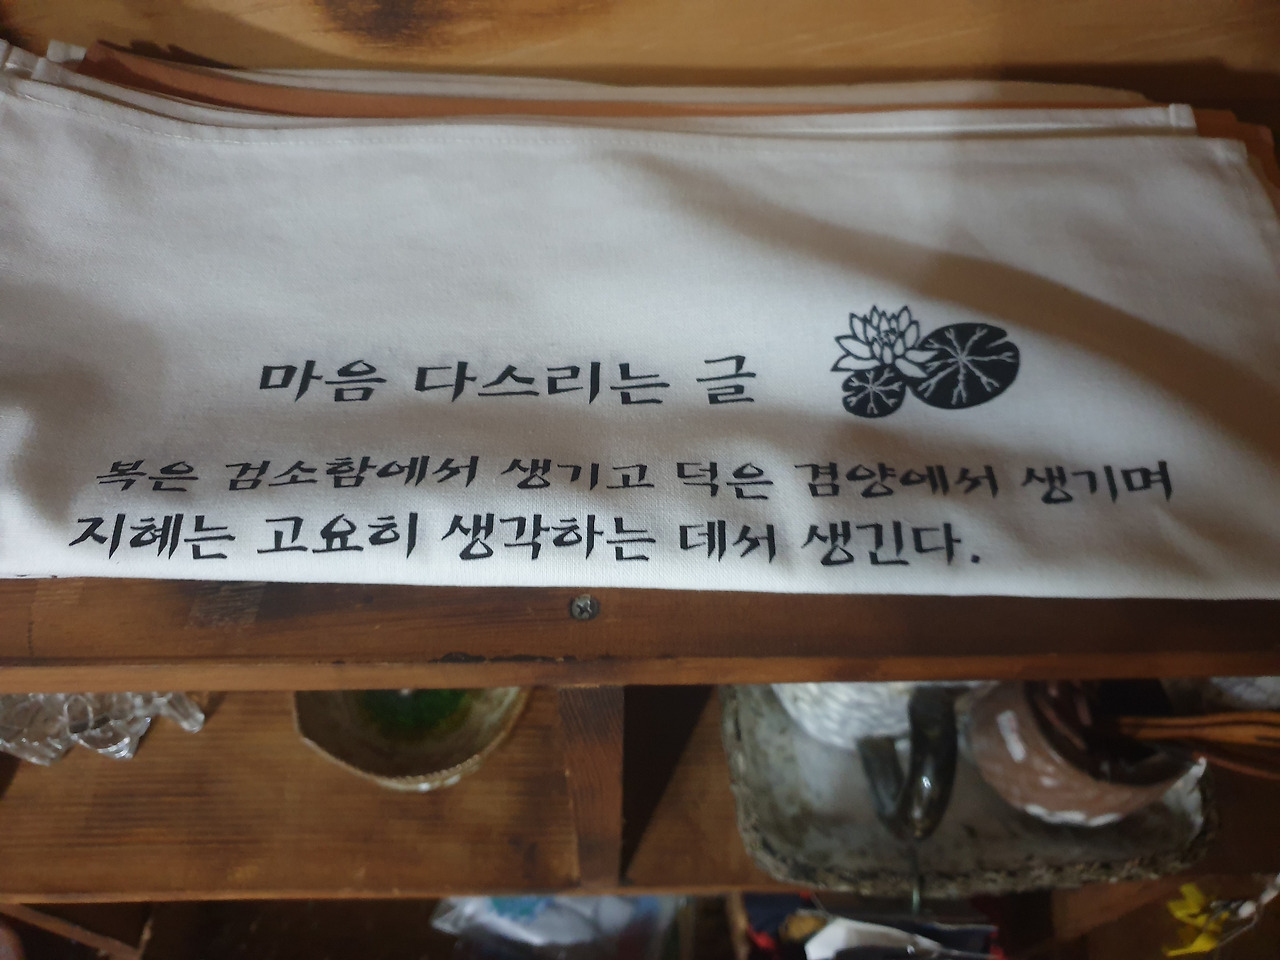 마음 다스리는 글
복은 검소함에서 생기고 덕은 겸양에서 생기며
지혜는 고요히 생각하는 데서 생긴다.